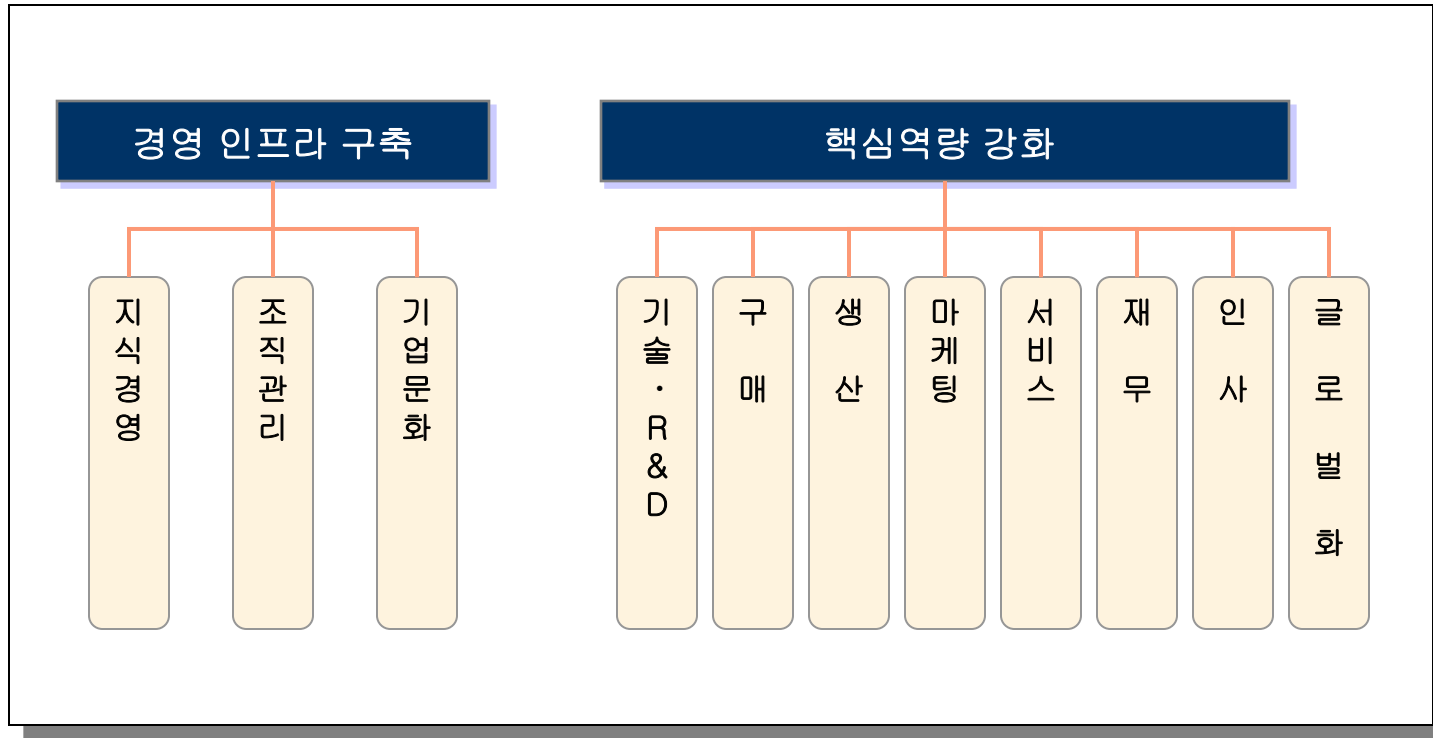 경영 인프라 구축
핵심역량 강화
지식경영
조직관리
기업문화
기술·R&D
구매
생산
마케팅
서비스
재무
인사
글로벌화